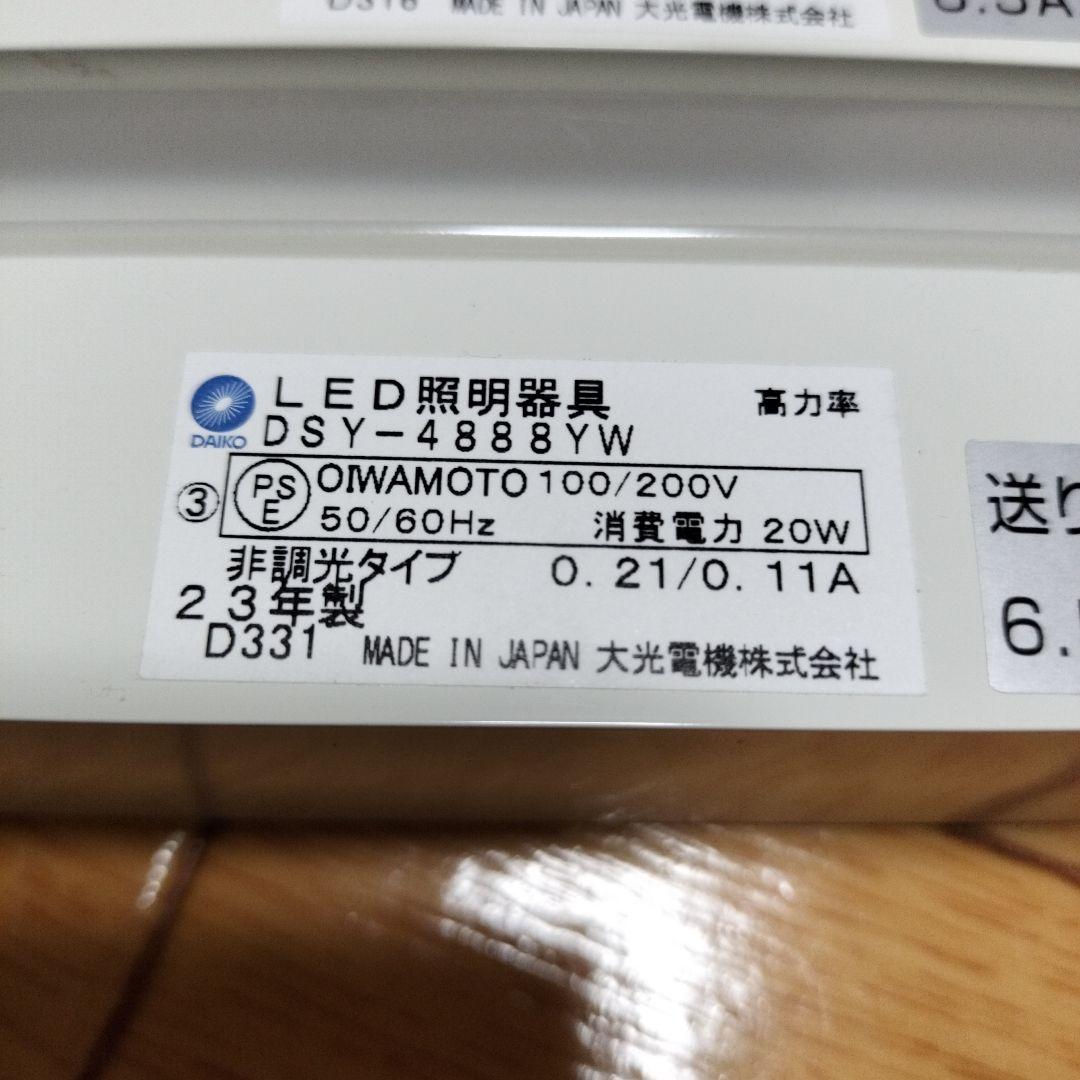 MADE IN JAPAN 大光電機株式会社
LED照明器具 高力率
DAIKO DSY-4888YW
③ PSE OIWAMOTO 100/200V
50/60Hz 消費電力 20W
非調光タイプ 0.21/0.11A
23年製
D331 MADE IN JAPAN 大光電機株式会社
送り
6.